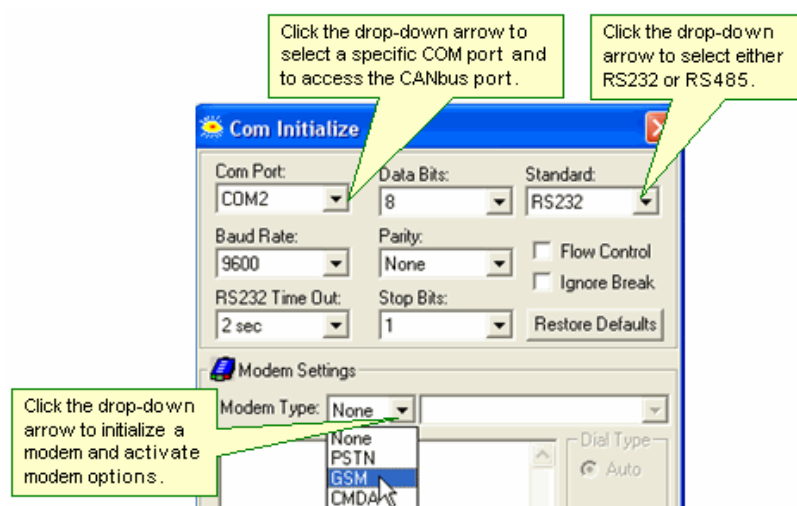 Click the drop-down arrow to
select a specific COM port and
to access the CANbus port.
Click the drop-down
arrow to select either
RS232 or RS485.
Com Initialize
Com Port:
Data Bits:
Standard:
COM2
8
RS232
Baud Rate:
Parity:
Flow Control
9600
None
Ignore Break
RS232 Time Out:
Stop Bits:
2 sec
1
Restore Defaults
Modem Settings
Click the drop-down
arrow to initialize a
modem and activate
modem options.
Modem Type:
None
None
PSTN
GSM
CMDA
Dial Type
Auto